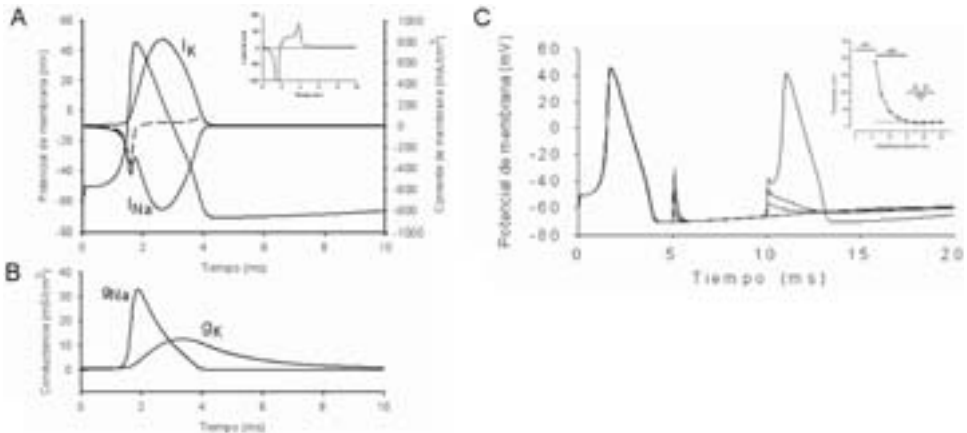 A
Potencial de membrana (mV)
60
40
20
0
-20
-40
-60
-80
I_K
I_Na
1000
800
600
400
200
0
-200
-400
-600
-800
-1000
Corriente de membrana (mA/cm²)
0 2 4 6 8 10
Tiempo (ms)
B
Conductancia (mS/cm²)
40
30
20
10
0
g_Na
g_K
0 2 4 6 8 10
Tiempo (ms)
C
Potencial de membrana (mV)
60
40
20
0
-20
-40
-60
-80
0 5 10 15 20
Tiempo (ms)